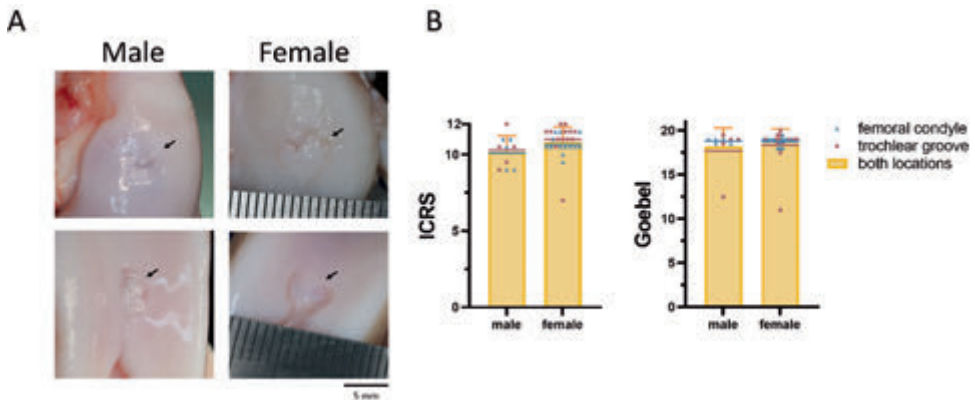 A
Male
Female
5 mm
B
ICRS
12
10
5
0
male
female
Goebel
20
15
10
5
0
male
female
femoral condyle
trochlear groove
both locations